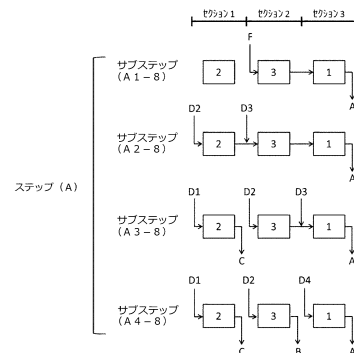 セクション1 セクション2 セクション3
F
サブステップ
(A1-8)
2 3 1
A
D2 D3
サブステップ
(A2-8)
2 3 1
A
ステップ(A)
D1 D2 D3
サブステップ
(A3-8)
2 3 1
C A
D1 D2 D4
サブステップ
(A4-8)
2 3 1
C B A